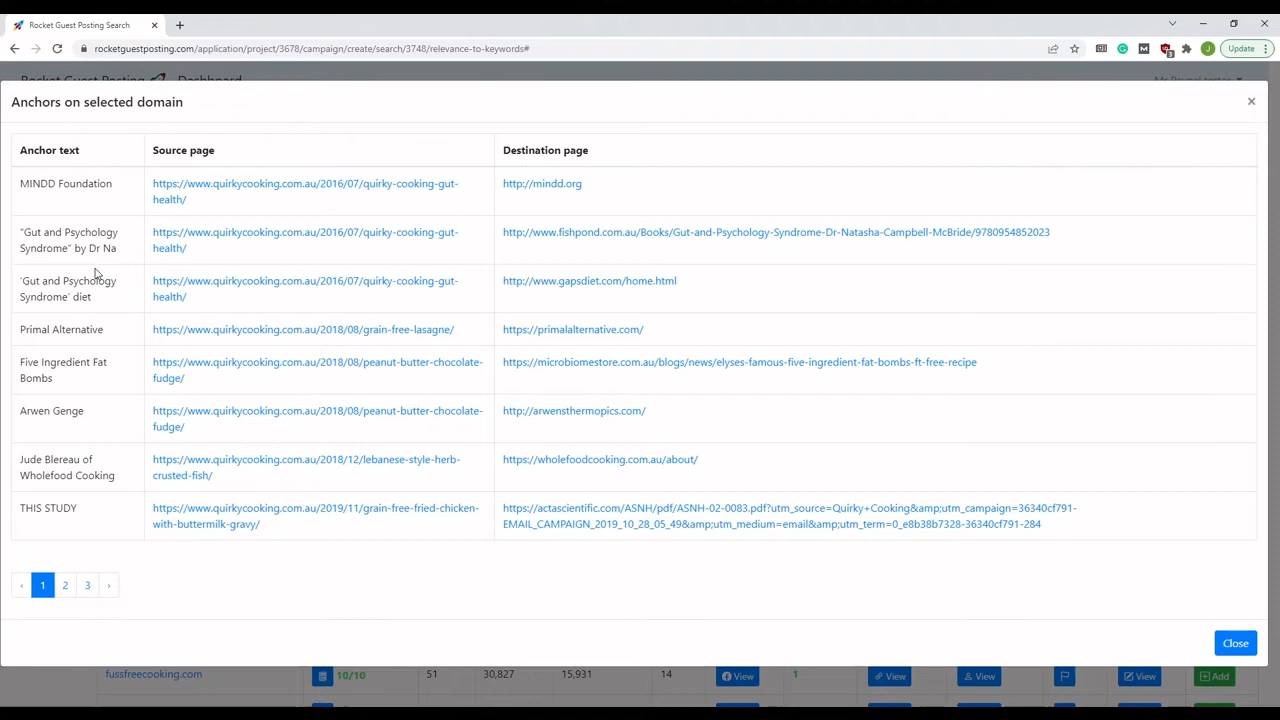 Rocket Guest Posting Search
rocketguestposting.com/application/project/3678/campaign/create/search/3748/relevance-to-keywords#
Update
Rocket Guest Posting Dashboard
Anchors on selected domain
Anchor text Source page Destination page
MINDD Foundation https://www.quirkycooking.com.au/2016/07/quirky-cooking-gut- http://mindd.org
health/
"Gut and Psychology https://www.quirkycooking.com.au/2016/07/quirky-cooking-gut- http://www.fishpond.com.au/Books/Gut-and-Psychology-Syndrome-Dr-Natasha-Campbell-McBride/9780954852023
Syndrome" by Dr Na health/
'Gut and Psychology https://www.quirkycooking.com.au/2016/07/quirky-cooking-gut- http://www.gapsdiet.com/home.html
Syndrome' diet health/
Primal Alternative https://www.quirkycooking.com.au/2018/08/grain-free-lasagne/ https://primalalternative.com/
Five Ingredient Fat https://www.quirkycooking.com.au/2018/08/peanut-butter-chocolate- https://microbiomestore.com.au/blogs/news/elyses-famous-five-ingredient-fat-bombs-ft-free-recipe
Bombs fudge/
Arwen Genge https://www.quirkycooking.com.au/2018/08/peanut-butter-chocolate- http://arwensthermopics.com/
fudge/
Jude Blereau of https://www.quirkycooking.com.au/2018/12/lebanese-style-herb- https://wholefoodcooking.com.au/about/
Wholefood Cooking crusted-fish/
THIS STUDY https://www.quirkycooking.com.au/2019/11/grain-free-fried-chicken- https://actascientific.com/ASNH/pdf/ASNH-02-0083.pdf?utm_source=Quirky+Cooking&amp;utm_campaign=36340cf791-
with-buttermilk-gravy/ EMAIL_CAMPAIGN_2019_10_28_05_49&amp;utm_medium=email&amp;utm_term=0_e8b38b7328-36340cf791-284
‹ 1 2 3 ›
Close
fussfreecooking.com 10/10 51 30,827 15,931 14 View 1 View View View Add